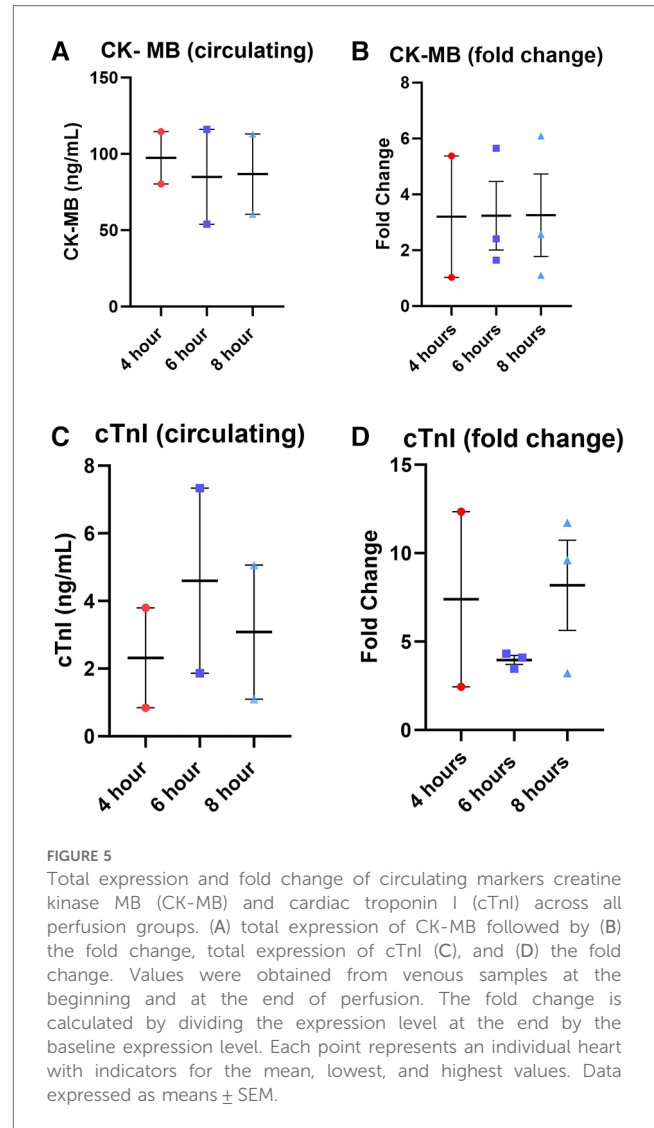 A CK- MB (circulating)
150
100
50
0
CK-MB (ng/mL)
4 hour
6 hour
8 hour
B CK-MB (fold change)
8
6
4
2
0
Fold Change
4 hours
6 hours
8 hours
C cTnI (circulating)
8
6
4
2
0
cTnI (ng/mL)
4 hour
6 hour
8 hour
D cTnI (fold change)
15
10
5
0
Fold Change
4 hours
6 hours
8 hours
FIGURE 5
Total expression and fold change of circulating markers creatine
kinase MB (CK-MB) and cardiac troponin I (cTnI) across all
perfusion groups. (A) total expression of CK-MB followed by (B)
the fold change, total expression of cTnI (C), and (D) the fold
change. Values were obtained from venous samples at the
beginning and at the end of perfusion. The fold change is
calculated by dividing the expression level at the end by the
baseline expression level. Each point represents an individual heart
with indicators for the mean, lowest, and highest values. Data
expressed as means ± SEM.